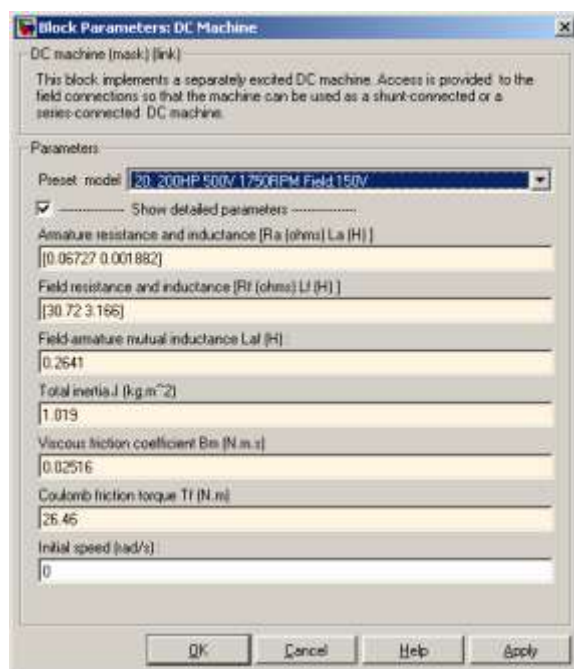 Block Parameters: DC Machine
DC machine (mask) (link)
This block implements a separately excited DC machine. Access is provided to the
field connections so that the machine can be used as a shunt-connected or a
series-connected DC machine.
Parameters
Preset model 20: 200HP 500V 1750RPM Field:150V
-------------- Show detailed parameters --------------
Armature resistance and inductance [Ra (ohms) La (H) ]
[0.06727 0.001882]
Field resistance and inductance [Rf (ohms) Lf (H) ]
[30.72 3.166]
Field-armature mutual inductance Laf (H) :
0.2641
Total inertia J (kg.m^2)
1.019
Viscous friction coefficient Bm (N.m.s)
0.02516
Coulomb friction torque Tf (N.m)
26.46
Initial speed (rad/s) :
0
OK Cancel Help Apply